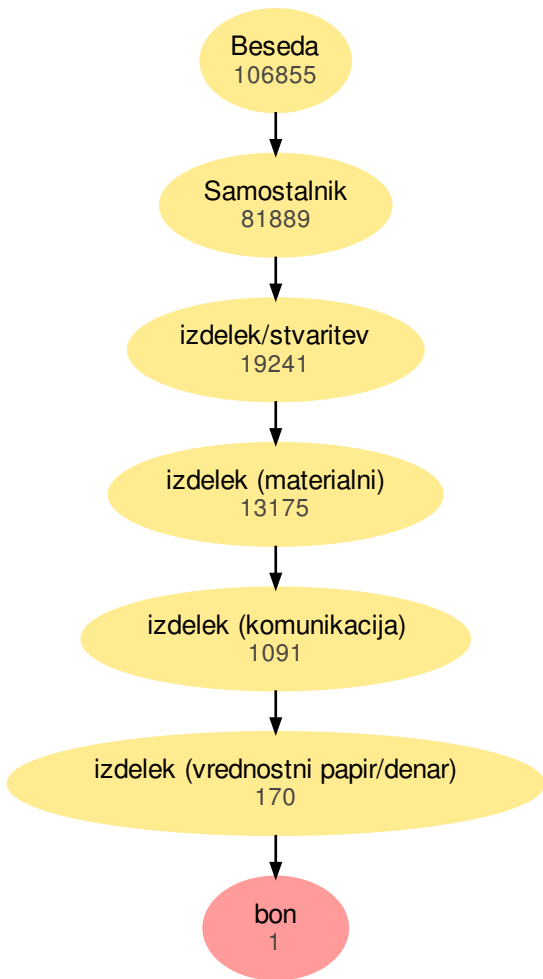 Beseda
106855
Samostalnik
81889
izdelek/stvaritev
19241
izdelek (materialni)
13175
izdelek (komunikacija)
1091
izdelek (vrednostni papir/denar)
170
bon
1